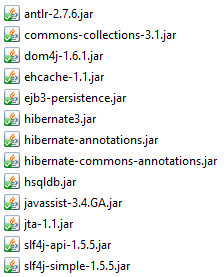 antlr-2.7.6.jar
commons-collections-3.1.jar
dom4j-1.6.1.jar
ehcache-1.1.jar
ejb3-persistence.jar
hibernate3.jar
hibernate-annotations.jar
hibernate-commons-annotations.jar
hsqldb.jar
javassist-3.4.GA.jar
jta-1.1.jar
slf4j-api-1.5.5.jar
slf4j-simple-1.5.5.jar